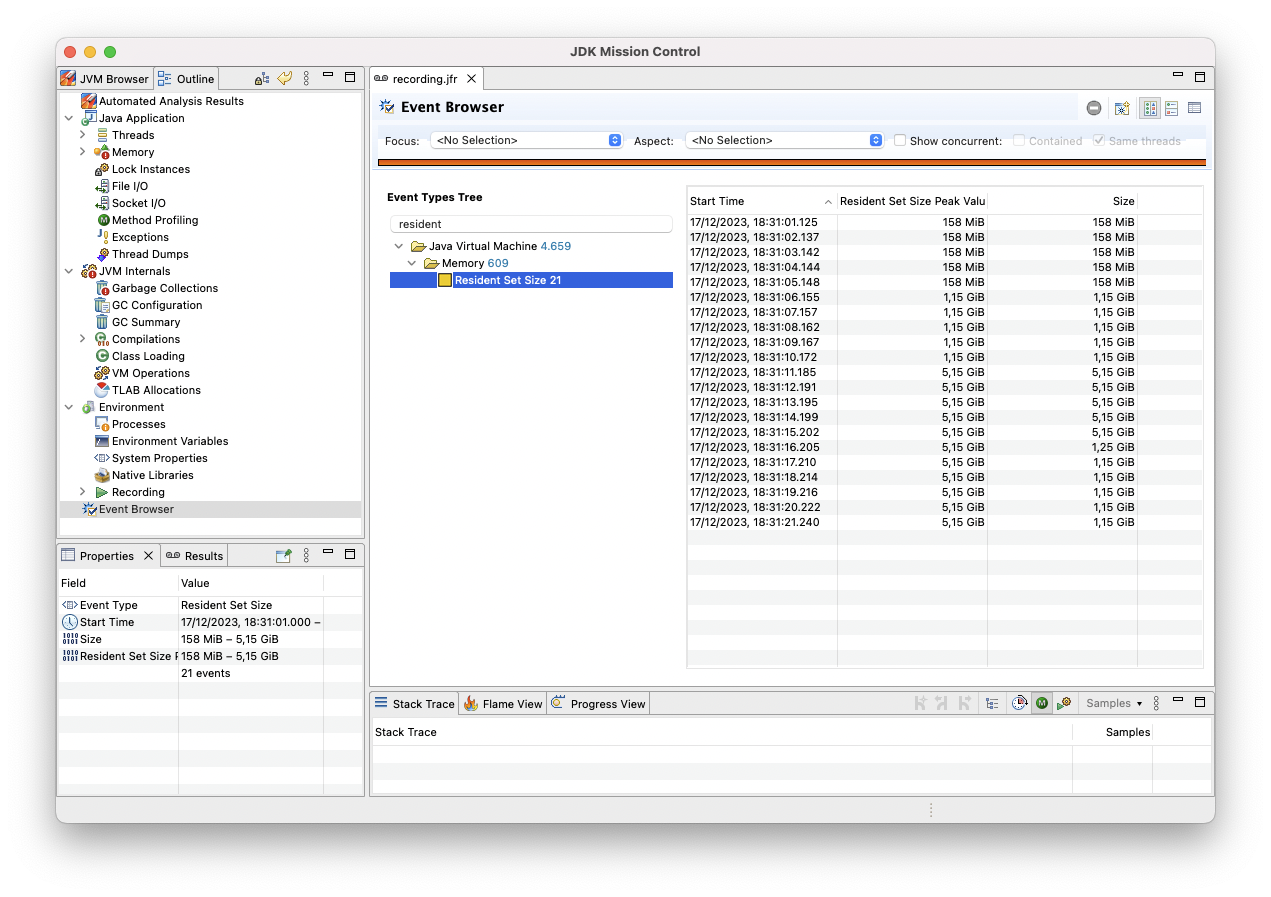 JDK Mission Control
JVM Browser Outline
Automated Analysis Results
Java Application
Threads
Memory
Lock Instances
File I/O
Socket I/O
Method Profiling
Exceptions
Thread Dumps
JVM Internals
Garbage Collections
GC Configuration
GC Summary
Compilations
Class Loading
VM Operations
TLAB Allocations
Environment
Processes
Environment Variables
System Properties
Native Libraries
Recording
Event Browser
Properties Results
Field Value
Event Type Resident Set Size
Start Time 17/12/2023, 18:31:01.000 –
Size 158 MiB – 5,15 GiB
Resident Set Size 158 MiB – 5,15 GiB
21 events
recording.jfr
Event Browser
Focus: <No Selection> Aspect: <No Selection> Show concurrent: Contained Same threads
Event Types Tree
resident
Java Virtual Machine 4.659
Memory 609
Resident Set Size 21
Start Time Resident Set Size Peak Valu Size
17/12/2023, 18:31:01.125 158 MiB 158 MiB
17/12/2023, 18:31:02.137 158 MiB 158 MiB
17/12/2023, 18:31:03.142 158 MiB 158 MiB
17/12/2023, 18:31:04.144 158 MiB 158 MiB
17/12/2023, 18:31:05.148 158 MiB 158 MiB
17/12/2023, 18:31:06.155 1,15 GiB 1,15 GiB
17/12/2023, 18:31:07.157 1,15 GiB 1,15 GiB
17/12/2023, 18:31:08.162 1,15 GiB 1,15 GiB
17/12/2023, 18:31:09.167 1,15 GiB 1,15 GiB
17/12/2023, 18:31:10.172 1,15 GiB 1,15 GiB
17/12/2023, 18:31:11.185 5,15 GiB 5,15 GiB
17/12/2023, 18:31:12.191 5,15 GiB 5,15 GiB
17/12/2023, 18:31:13.195 5,15 GiB 5,15 GiB
17/12/2023, 18:31:14.199 5,15 GiB 5,15 GiB
17/12/2023, 18:31:15.202 5,15 GiB 5,15 GiB
17/12/2023, 18:31:16.205 5,15 GiB 1,25 GiB
17/12/2023, 18:31:17.210 5,15 GiB 1,15 GiB
17/12/2023, 18:31:18.214 5,15 GiB 1,15 GiB
17/12/2023, 18:31:19.216 5,15 GiB 1,15 GiB
17/12/2023, 18:31:20.222 5,15 GiB 1,15 GiB
17/12/2023, 18:31:21.240 5,15 GiB 1,15 GiB
Stack Trace Flame View Progress View Samples
Stack Trace Samples